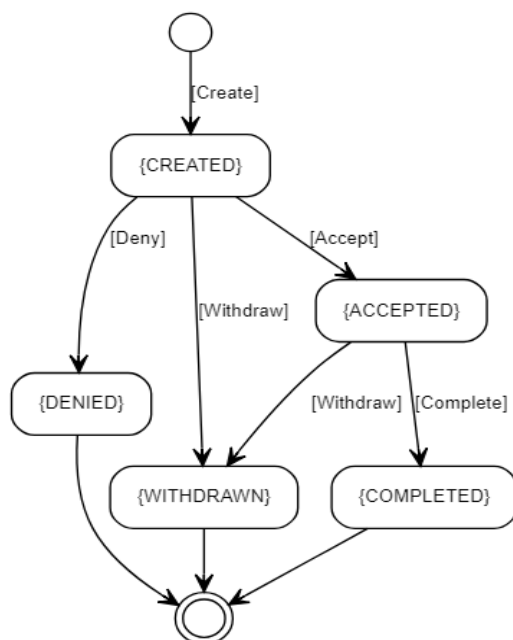 [Create]
{CREATED}
[Deny]
[Accept]
[Withdraw]
{ACCEPTED}
{DENIED}
[Withdraw]
[Complete]
{WITHDRAWN}
{COMPLETED}